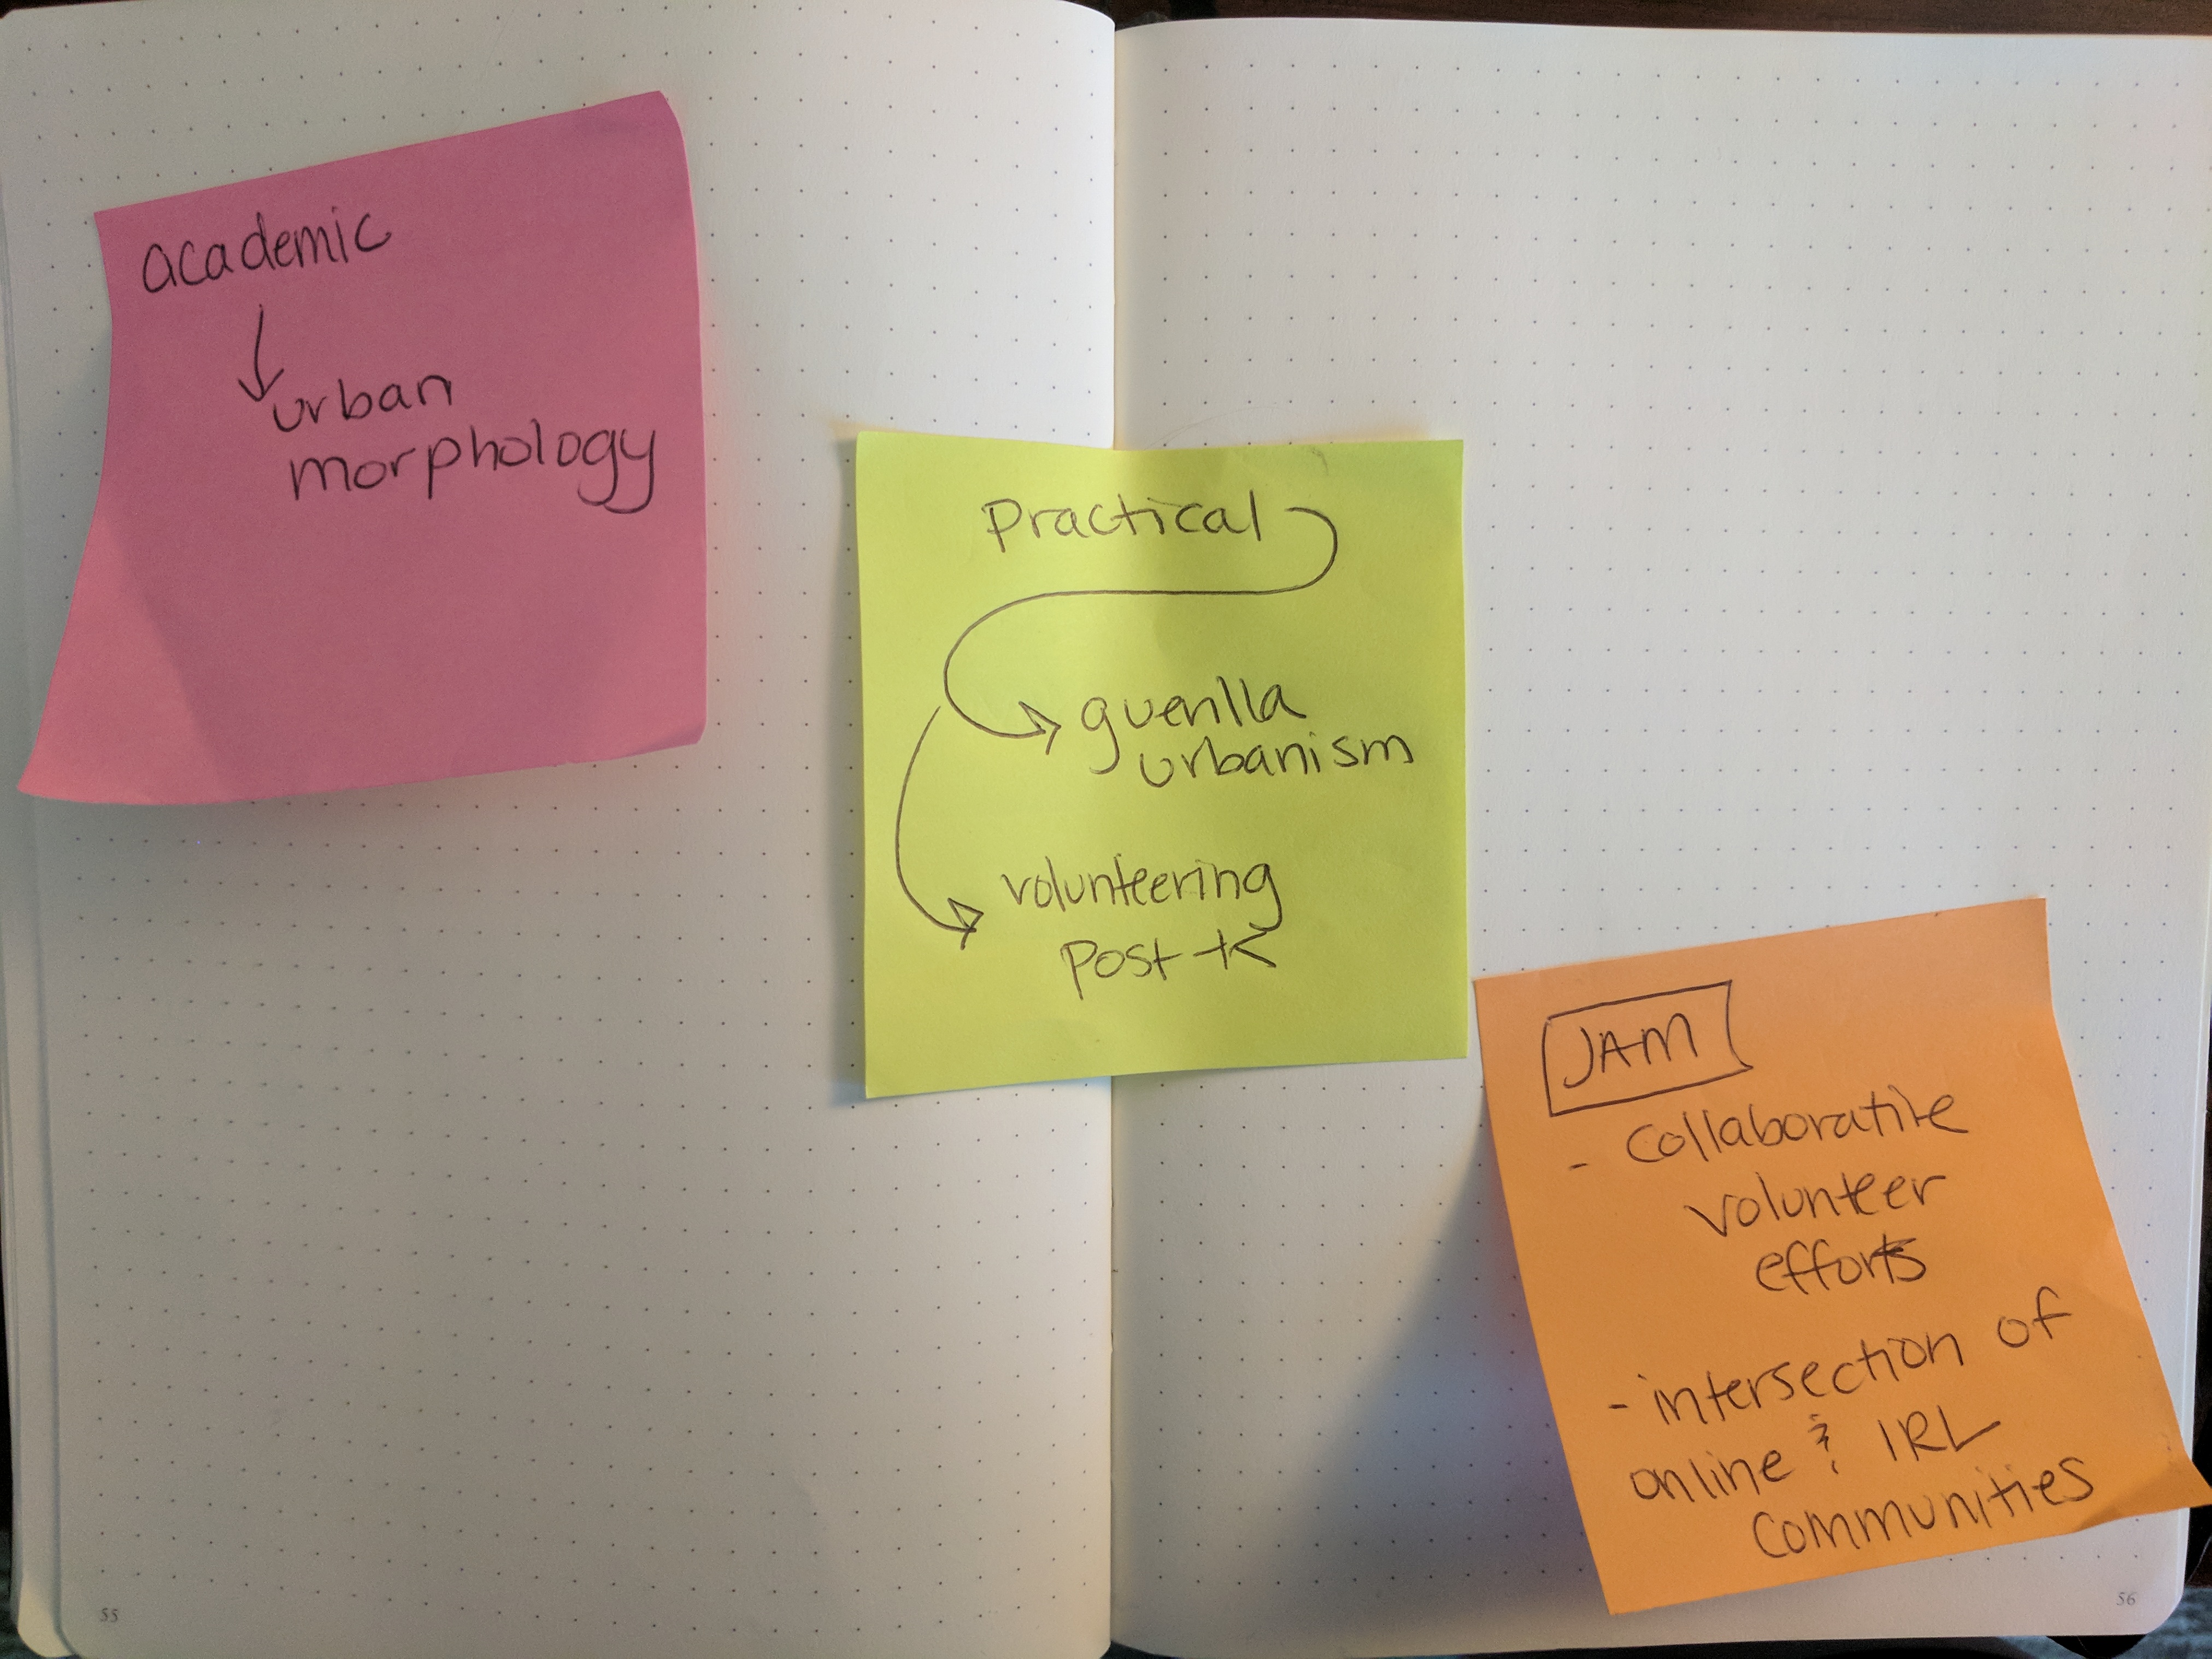 academic
urban
morphology
Practical
guerilla
urbanism
volunteering
post-K
JAM
- Collaborative
volunteer
efforts
- intersection of
online & IRL
Communities
55
56